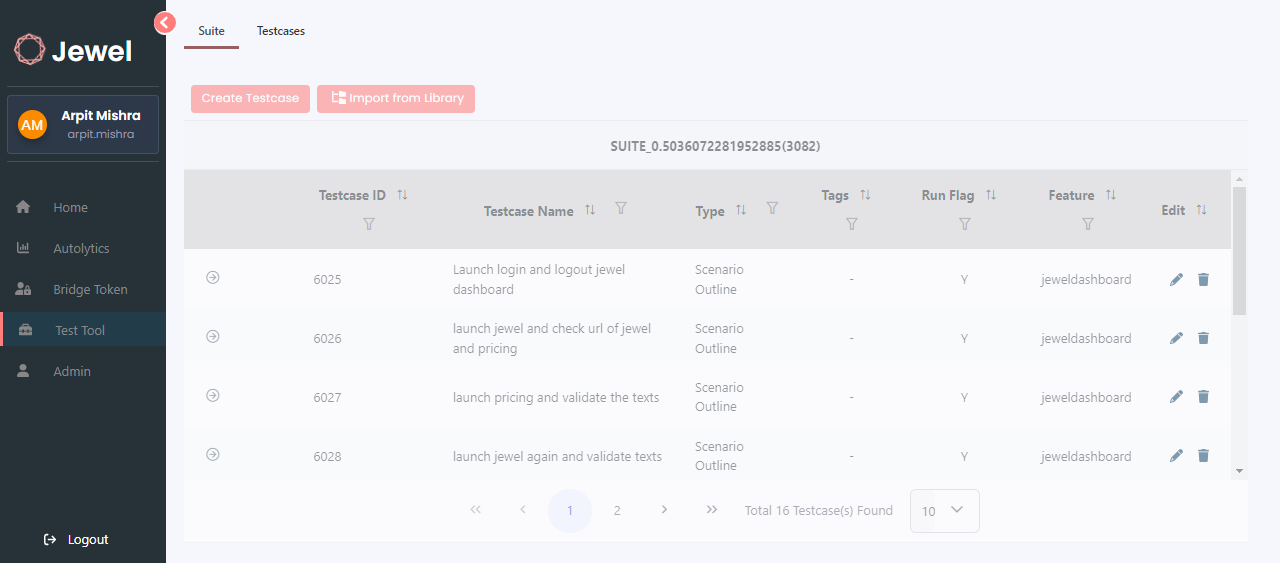 Jewel
AM
Arpit Mishra
arpit.mishra
Home
Autolytics
Bridge Token
Test Tool
Admin
Logout
Suite Testcases
Create Testcase Import from Library
SUITE_0.5036072281952885(3082)
Testcase ID Testcase Name Type Tags Run Flag Feature Edit
6025 Launch login and logout jewel Scenario - Y jeweldashboard
dashboard Outline
6026 launch jewel and check url of jewel Scenario - Y jeweldashboard
and pricing Outline
6027 launch pricing and validate the texts Scenario - Y jeweldashboard
Outline
6028 launch jewel again and validate texts Scenario - Y jeweldashboard
Outline
1 2 Total 16 Testcase(s) Found 10